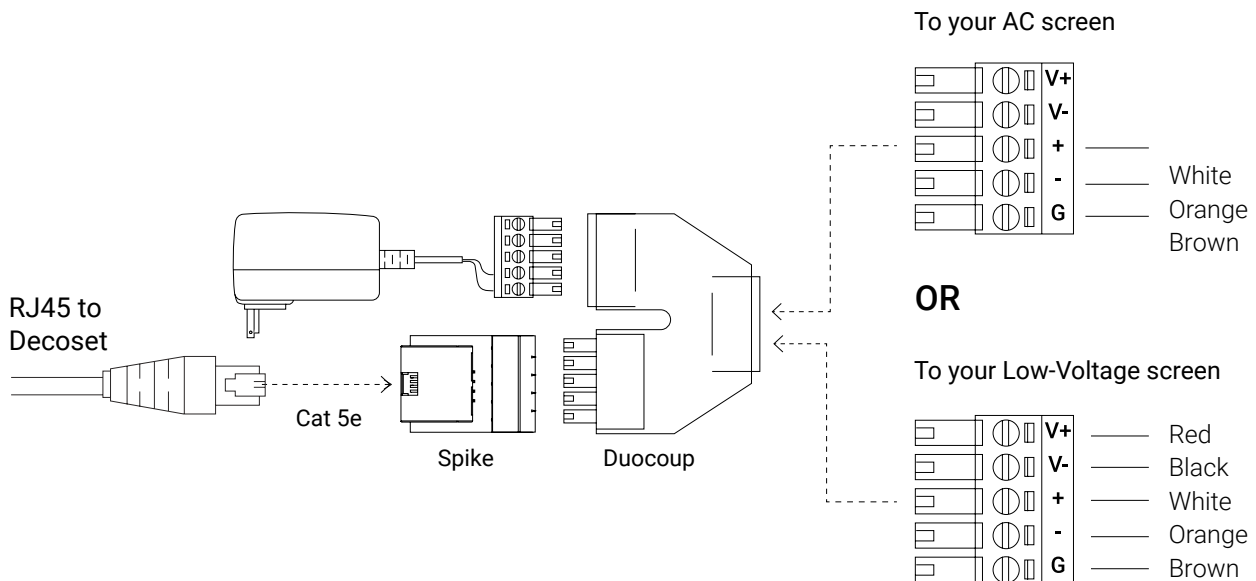 To your AC screen
V+
V-
+
-
G
White
Orange
Brown
RJ45 to
Decoset
Cat 5e
Spike
Duocoup
OR
To your Low-Voltage screen
V+ Red
V- Black
+ White
- Orange
G Brown